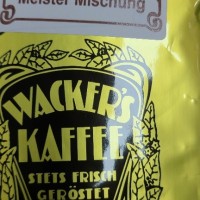 Meister Mischung
WACKER'S
KAFFEE
STETS FRISCH
GERÖSTET